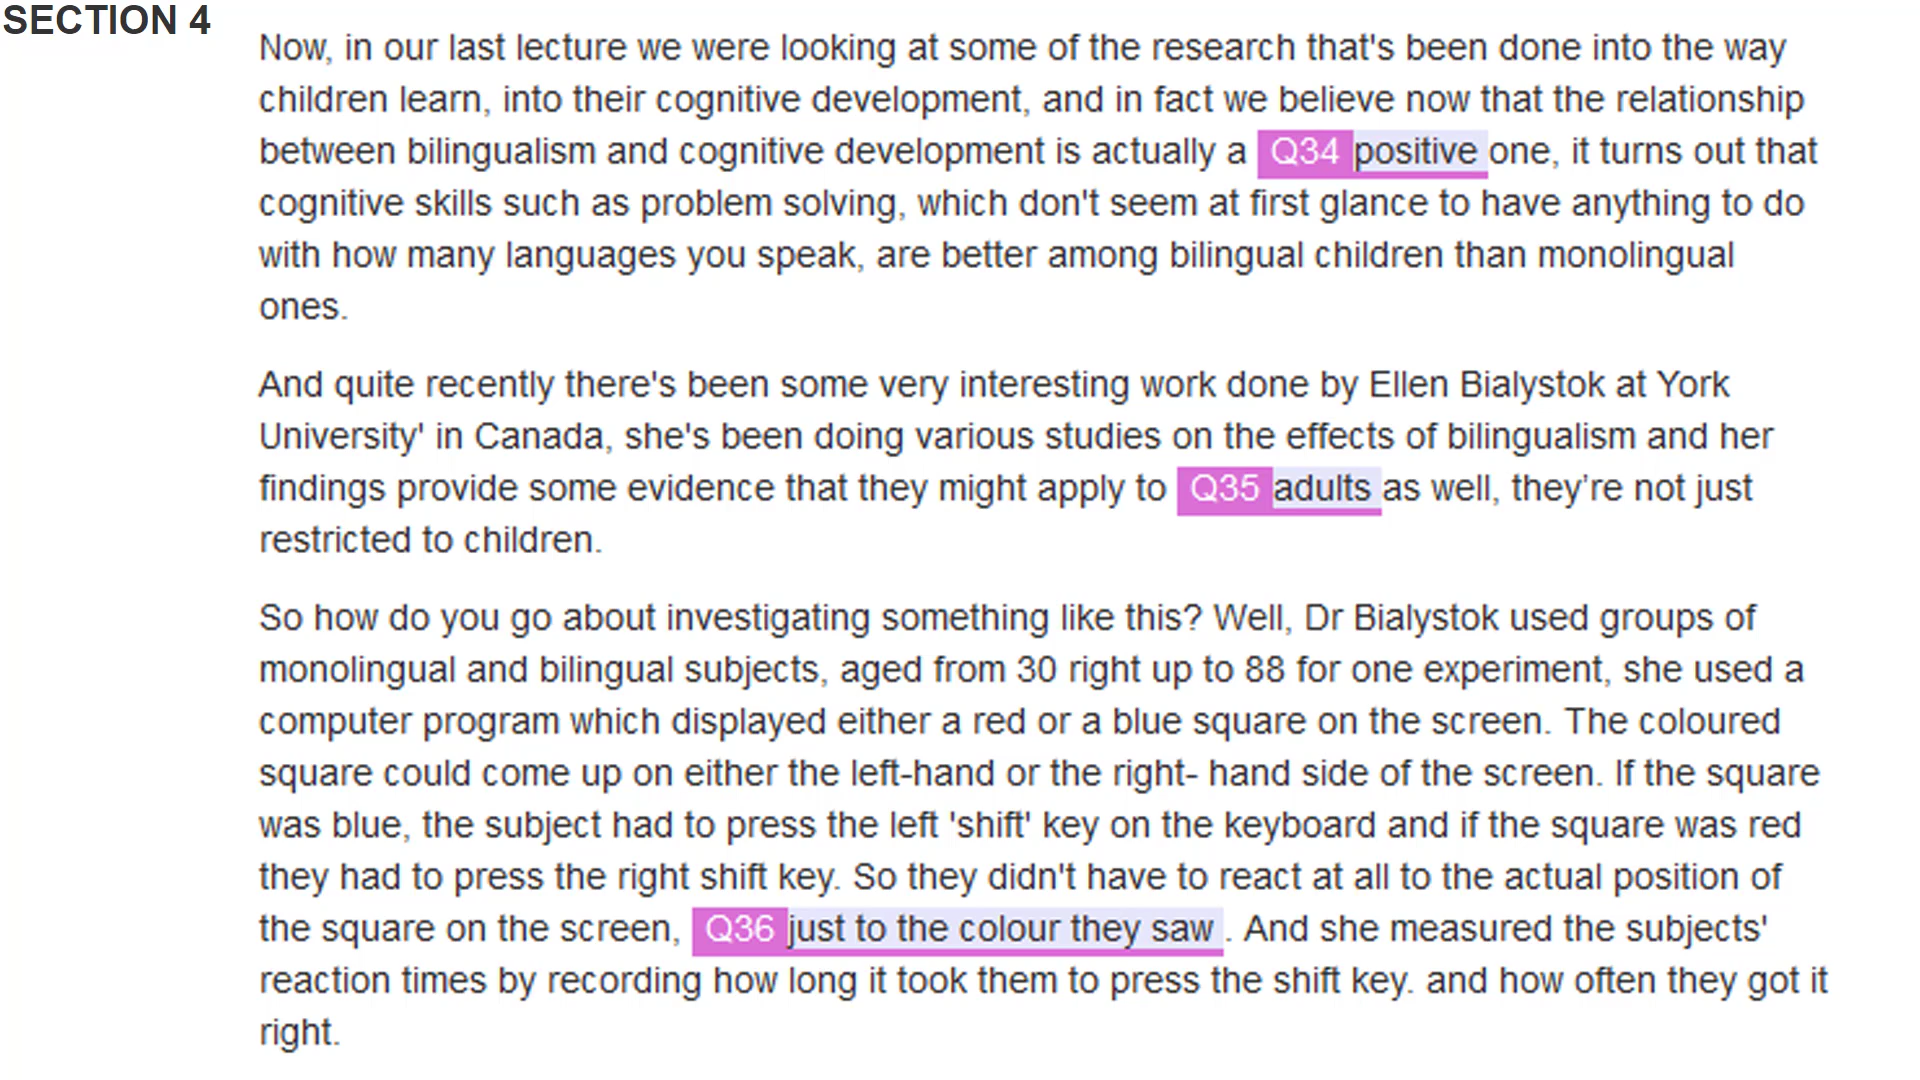 SECTION 4
Now, in our last lecture we were looking at some of the research that's been done into the way
children learn, into their cognitive development, and in fact we believe now that the relationship
between bilingualism and cognitive development is actually a Q34 positive one, it turns out that
cognitive skills such as problem solving, which don't seem at first glance to have anything to do
with how many languages you speak, are better among bilingual children than monolingual
ones.
And quite recently there's been some very interesting work done by Ellen Bialystok at York
University' in Canada, she's been doing various studies on the effects of bilingualism and her
findings provide some evidence that they might apply to Q35 adults as well, they're not just
restricted to children.
So how do you go about investigating something like this? Well, Dr Bialystok used groups of
monolingual and bilingual subjects, aged from 30 right up to 88 for one experiment, she used a
computer program which displayed either a red or a blue square on the screen. The coloured
square could come up on either the left-hand or the right- hand side of the screen. If the square
was blue, the subject had to press the left 'shift' key on the keyboard and if the square was red
they had to press the right shift key. So they didn't have to react at all to the actual position of
the square on the screen, Q36 just to the colour they saw . And she measured the subjects'
reaction times by recording how long it took them to press the shift key. and how often they got it
right.